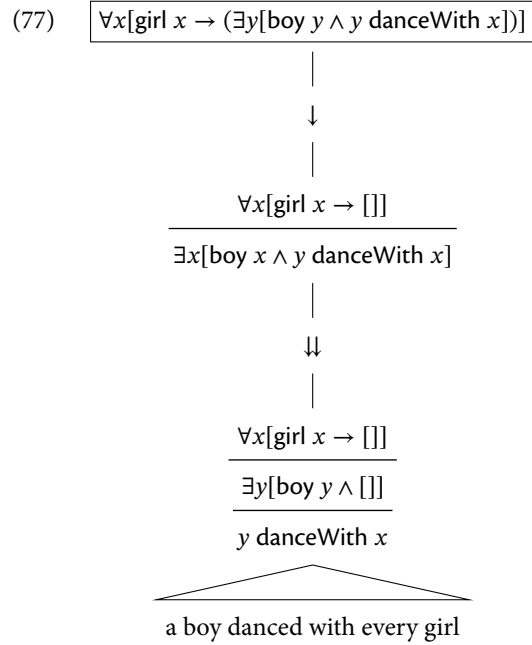 (77) ∀x[girl x → (∃y[boy y ∧ y danceWith x])]
↓
∀x[girl x → []]
∃x[boy x ∧ y danceWith x]
⇊
∀x[girl x → []]
∃y[boy y ∧ []]
y danceWith x
a boy danced with every girl